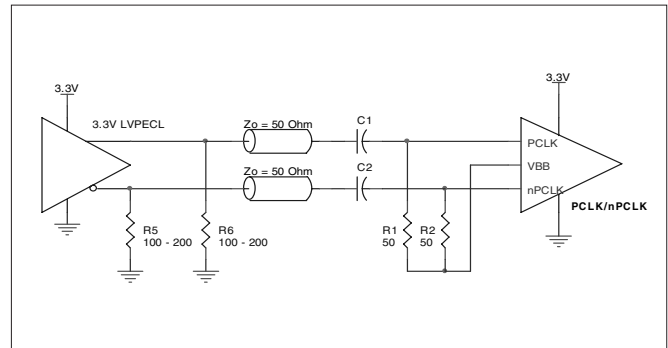 3.3V
3.3V
3.3V LVPECL
Zo = 50 Ohm
C1
PCLK
VBB
Zo = 50 Ohm
C2
nPCLK
PCLK/nPCLK
R5
100 - 200
R6
100 - 200
R1
50
R2
50